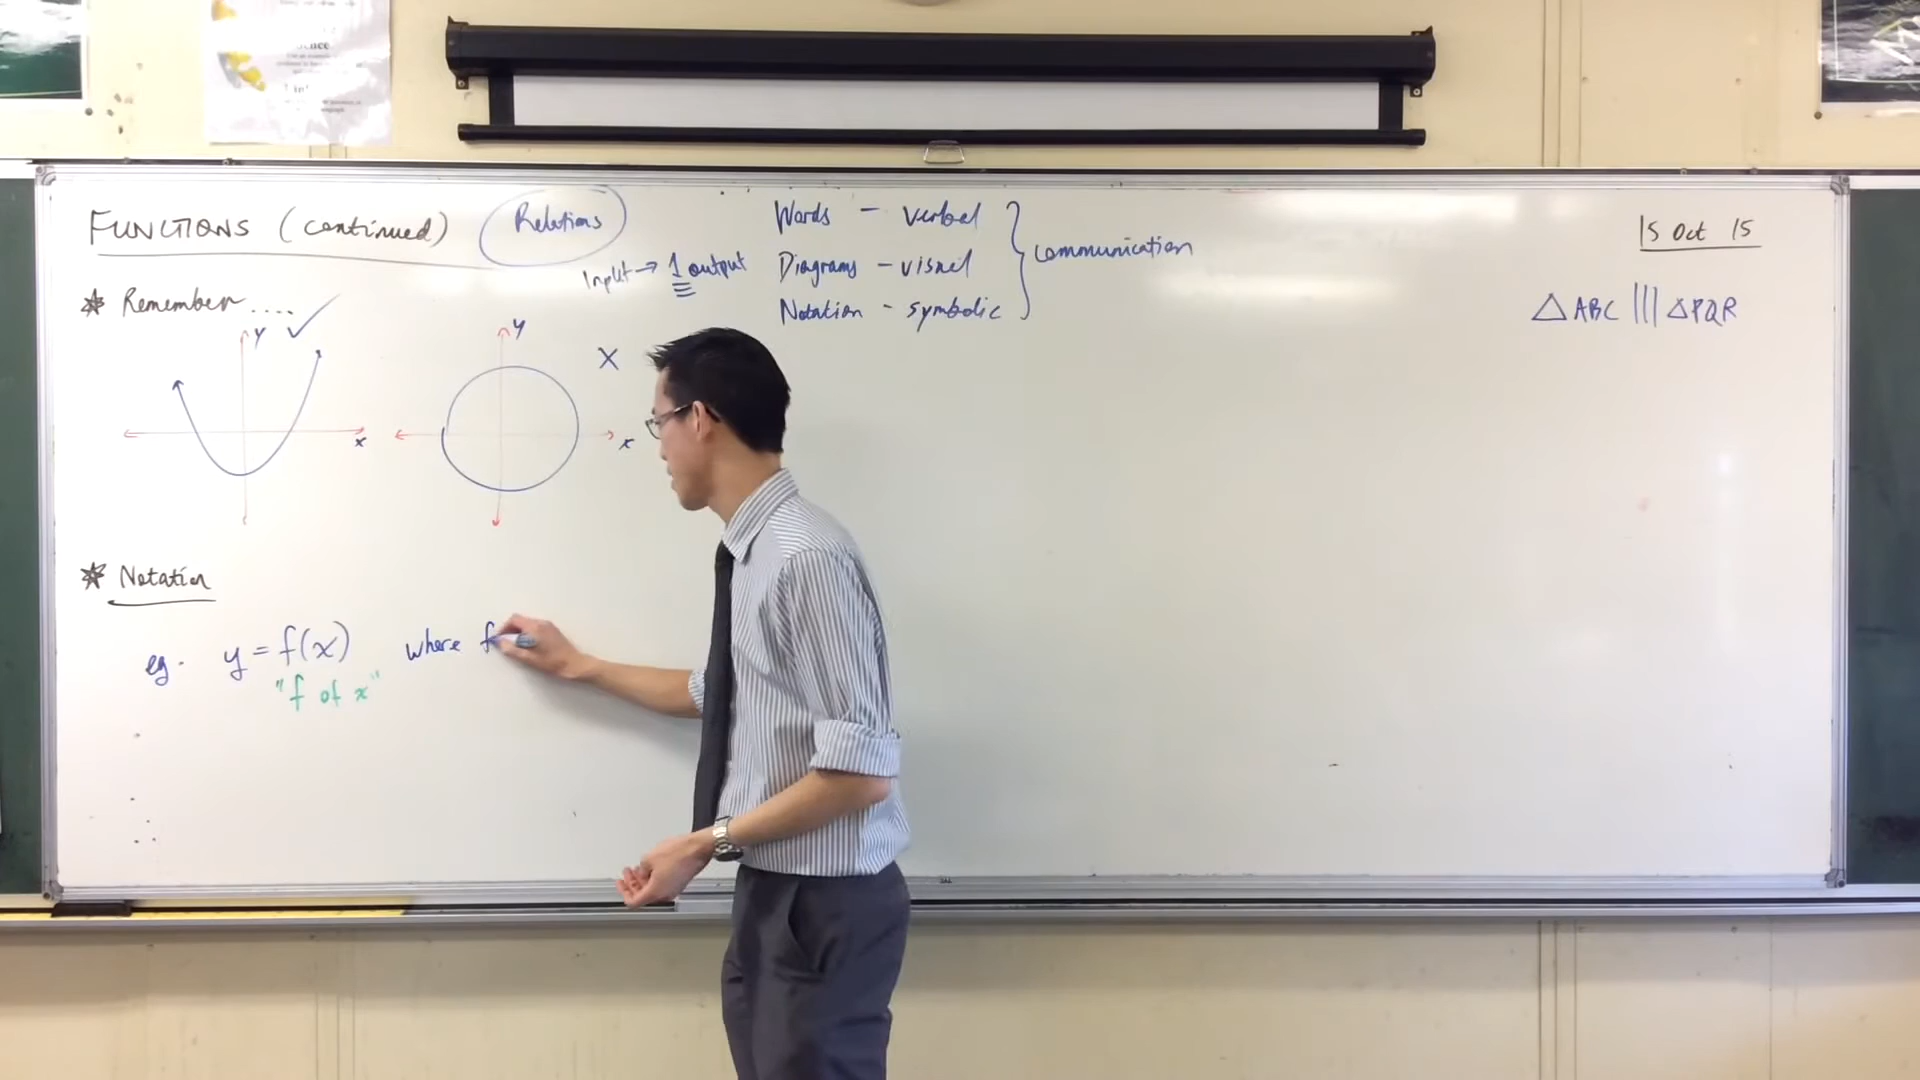 FUNCTIONS (continued)
Relations
Input → 1 output
Words - verbal
Diagrams - visual
Notation - symbolic
communication
15 Oct 15
△ABC ||| △PQR
* Remember ....
y
x
y
x
X
* Notation
eg. y = f(x) where f
"f of x"